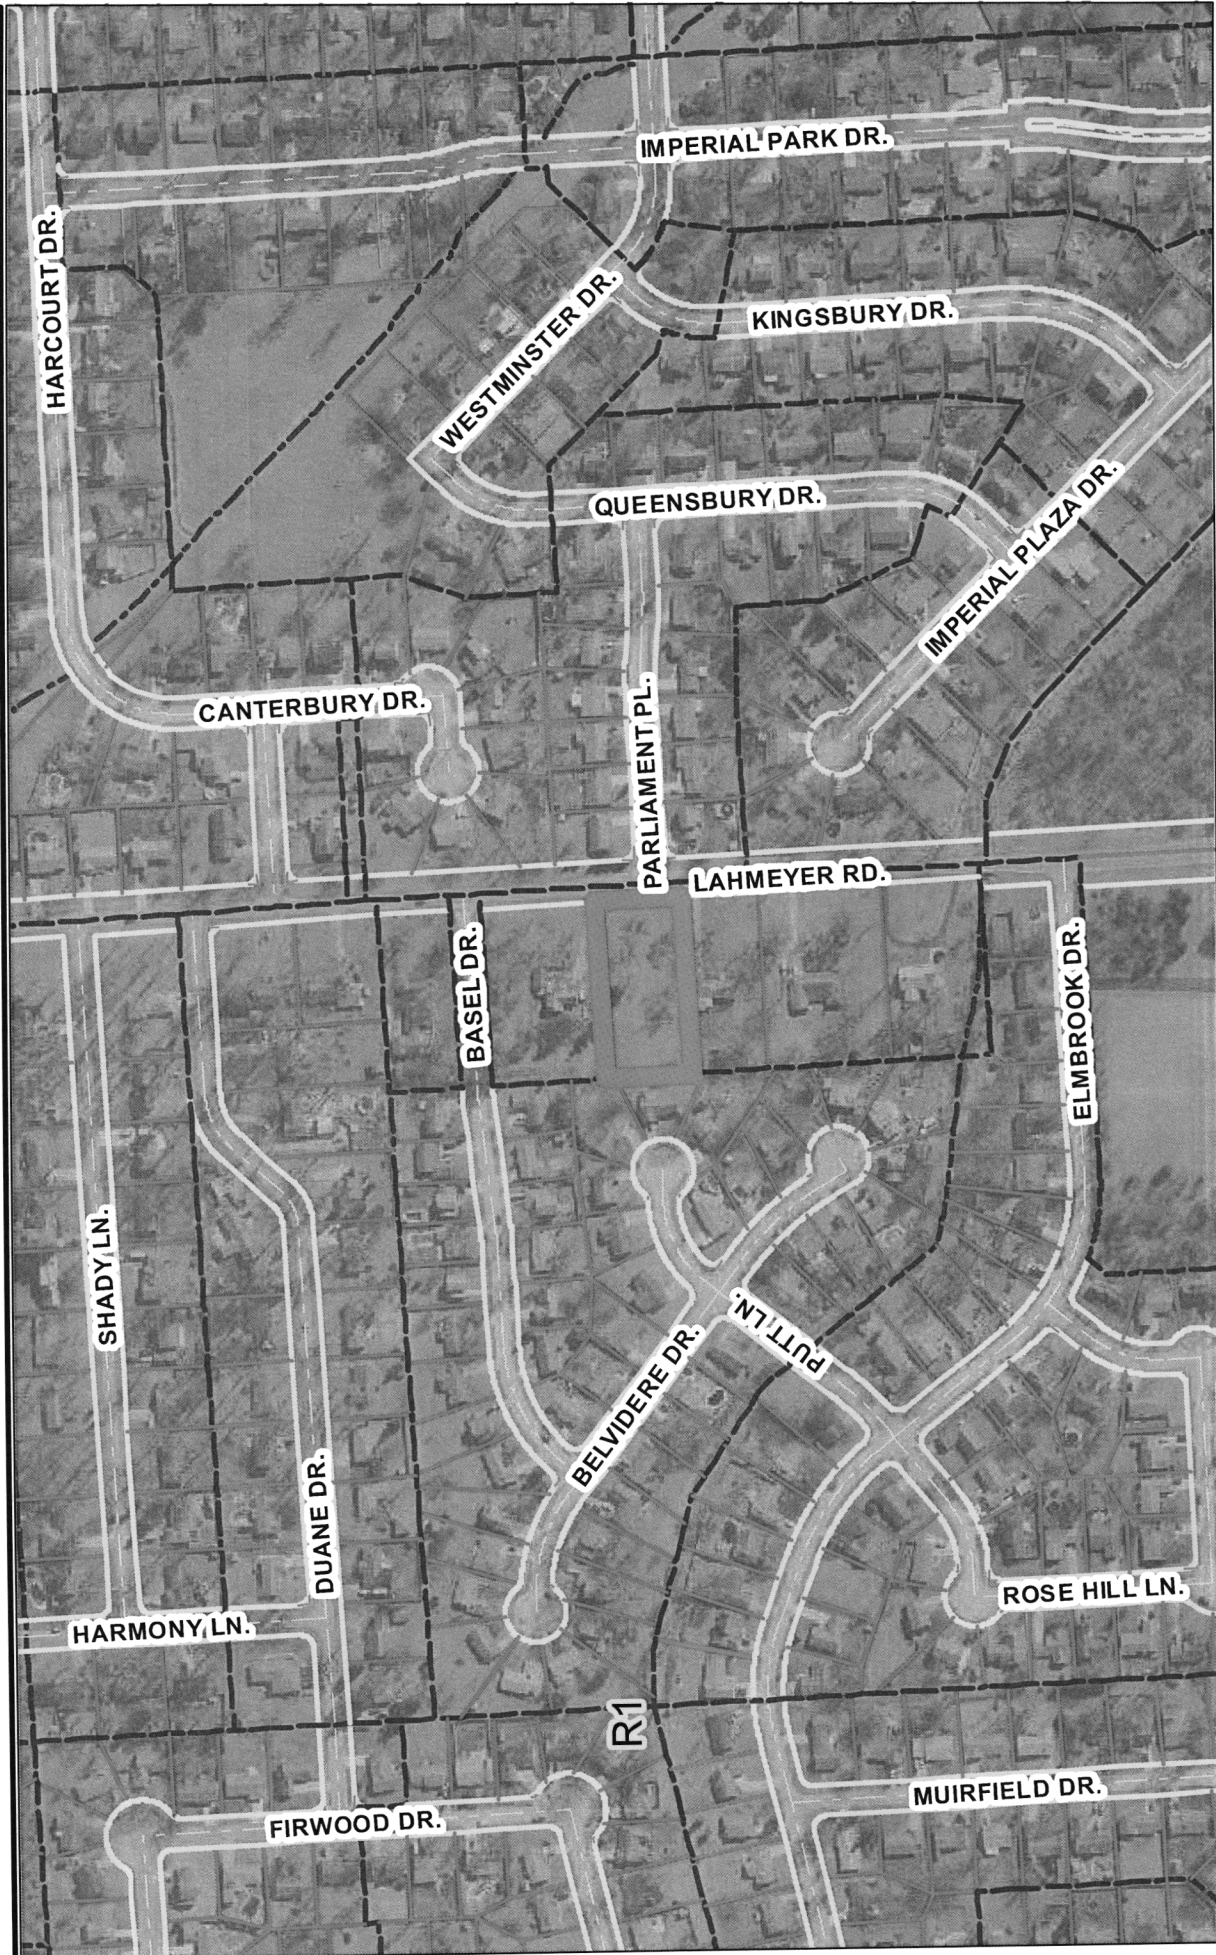 IMPERIAL PARK DR.
HARCOURT DR.
WESTMINSTER DR.
KINGSBURY DR.
QUEENSBURY DR.
IMPERIAL PLAZA DR.
CANTERBURY DR.
PARLIAMENT PL.
LAHMEYER RD.
BASEL DR.
ELMBROOK DR.
SHADY LN.
PUTT LN.
BELVIDERE DR.
DUANE DR.
ROSE HILL LN.
HARMONY LN.
R1
MUIRFIELD DR.
FIRWOOD DR.